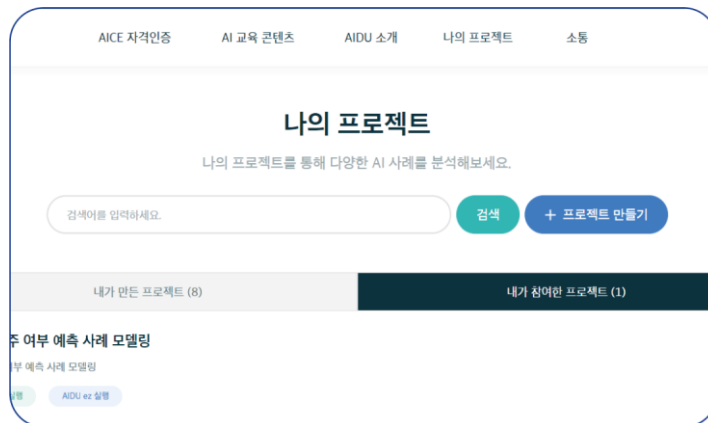 AICE 자격인증 AI 교육 콘텐츠 AIDU 소개 나의 프로젝트 소통
나의 프로젝트
나의 프로젝트를 통해 다양한 AI 사례를 분석해보세요.
검색어를 입력하세요. 검색 + 프로젝트 만들기
내가 만든 프로젝트 (8) 내가 참여한 프로젝트 (1)
주 여부 예측 사례 모델링
부 예측 사례 모델링
실행 AIDU ez 실행